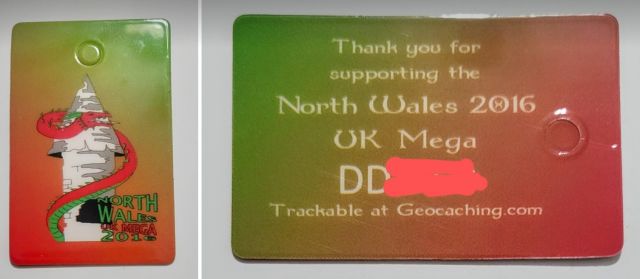 NORTH
WALES
UK MEGA
2016
Thank you for
supporting the
North Wales 2016
UK Mega
DD
Trackable at Geocaching.com